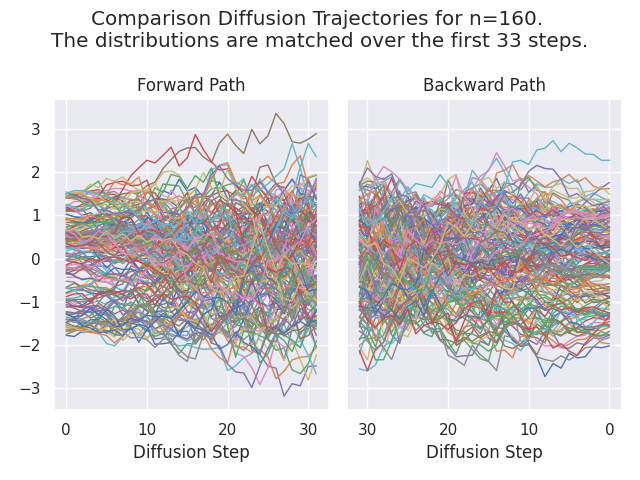 Comparison Diffusion Trajectories for n=160.
The distributions are matched over the first 33 steps.
Forward Path
Backward Path
3
2
1
0
−1
−2
−3
0 10 20 30
30 20 10 0
Diffusion Step
Diffusion Step